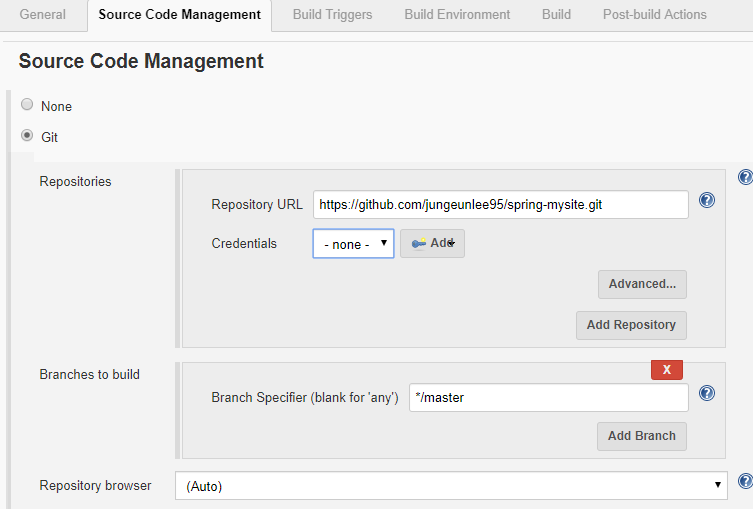 General Source Code Management Build Triggers Build Environment Build Post-build Actions
Source Code Management
None
Git
Repositories
Repository URL https://github.com/jungeunlee95/spring-mysite.git
Credentials - none - Add
Advanced...
Add Repository
Branches to build
X
Branch Specifier (blank for 'any') */master
Add Branch
Repository browser (Auto)